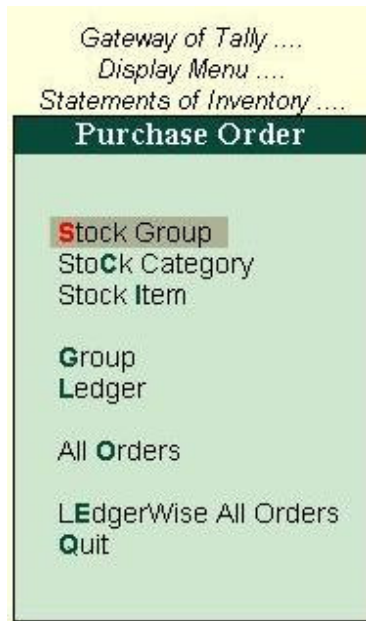 Gateway of Tally ....
Display Menu ....
Statements of Inventory ....
Purchase Order
Stock Group
StoCk Category
Stock Item
Group
Ledger
All Orders
LEdgerWise All Orders
Quit